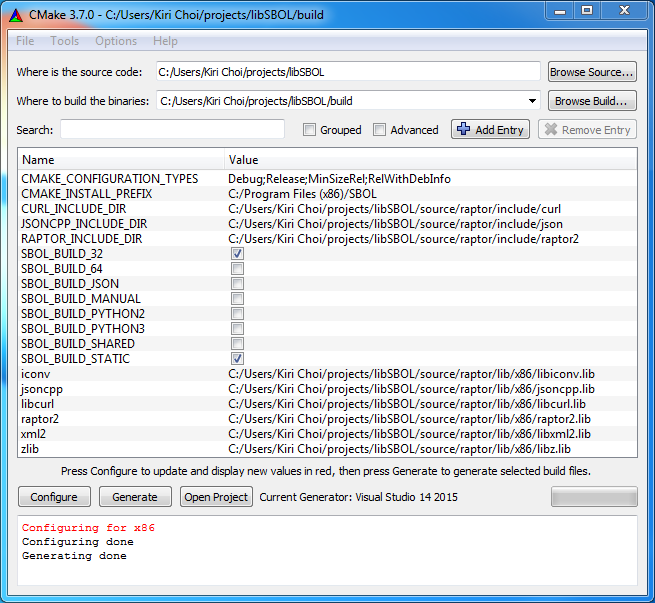 CMake 3.7.0 - C:/Users/Kiri Choi/projects/libSBOL/build
File Tools Options Help
Where is the source code: C:/Users/Kiri Choi/projects/libSBOL Browse Source...
Where to build the binaries: C:/Users/Kiri Choi/projects/libSBOL/build Browse Build...
Search: Grouped Advanced Add Entry Remove Entry
Name Value
CMAKE_CONFIGURATION_TYPES Debug;Release;MinSizeRel;RelWithDebInfo
CMAKE_INSTALL_PREFIX C:/Program Files (x86)/SBOL
CURL_INCLUDE_DIR C:/Users/Kiri Choi/projects/libSBOL/source/raptor/include/curl
JSONCPP_INCLUDE_DIR C:/Users/Kiri Choi/projects/libSBOL/source/raptor/include/json
RAPTOR_INCLUDE_DIR C:/Users/Kiri Choi/projects/libSBOL/source/raptor/include/raptor2
SBOL_BUILD_32
SBOL_BUILD_64
SBOL_BUILD_JSON
SBOL_BUILD_MANUAL
SBOL_BUILD_PYTHON2
SBOL_BUILD_PYTHON3
SBOL_BUILD_SHARED
SBOL_BUILD_STATIC
iconv C:/Users/Kiri Choi/projects/libSBOL/source/raptor/lib/x86/libiconv.lib
jsoncpp C:/Users/Kiri Choi/projects/libSBOL/source/raptor/lib/x86/jsoncpp.lib
libcurl C:/Users/Kiri Choi/projects/libSBOL/source/raptor/lib/x86/libcurl.lib
raptor2 C:/Users/Kiri Choi/projects/libSBOL/source/raptor/lib/x86/raptor2.lib
xml2 C:/Users/Kiri Choi/projects/libSBOL/source/raptor/lib/x86/libxml2.lib
zlib C:/Users/Kiri Choi/projects/libSBOL/source/raptor/lib/x86/libz.lib
Press Configure to update and display new values in red, then press Generate to generate selected build files.
Configure Generate Open Project Current Generator: Visual Studio 14 2015
Configuring for x86
Configuring done
Generating done